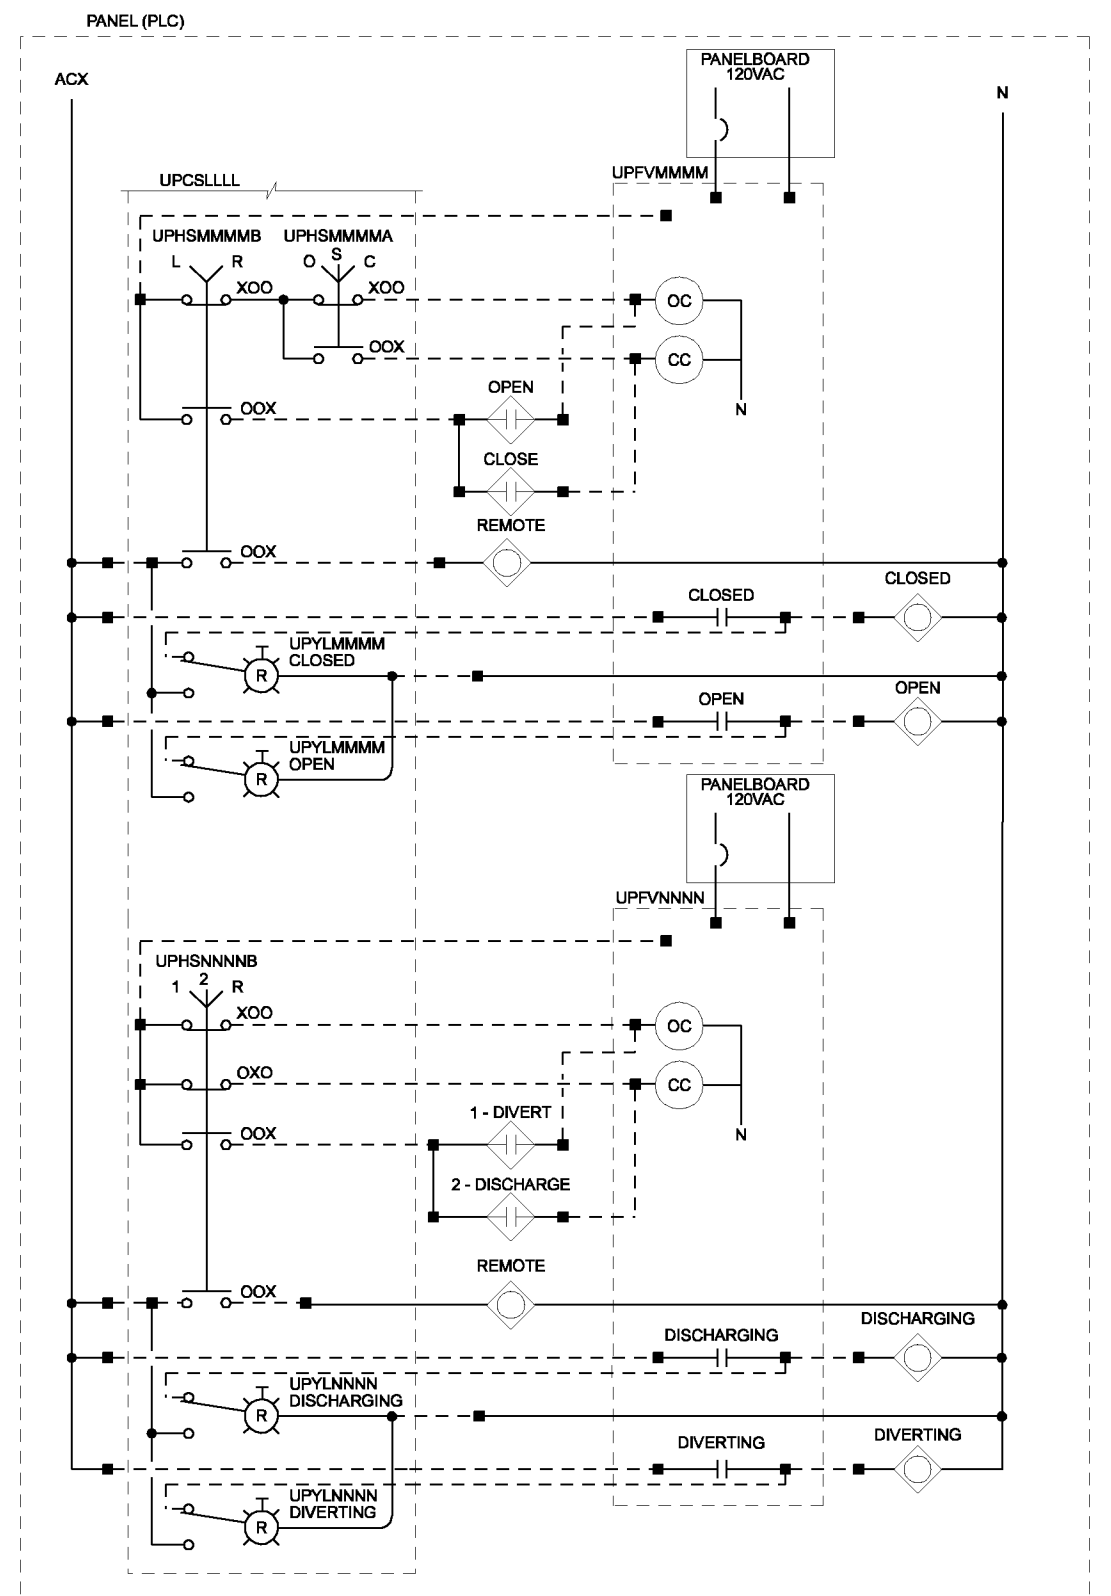 PANEL (PLC)
ACX
PANELBOARD
120VAC
N
UPCSLLLL
UPFVMMMM
UPHSMMMMB
UPHSMMMMA
L R
O S C
XOO
XOO
OC
OOX
CC
OPEN
OOX
N
CLOSE
REMOTE
OOX
CLOSED
CLOSED
UPYLMMMM
CLOSED
R
OPEN
OPEN
UPYLMMMM
OPEN
R
PANELBOARD
120VAC
UPFVNNNN
UPHSNNNNB
1 2 R
XOO
OC
OXO
CC
1 - DIVERT
OOX
N
2 - DISCHARGE
REMOTE
OOX
DISCHARGING
DISCHARGING
UPYLNNNN
DISCHARGING
R
DIVERTING
DIVERTING
UPYLNNNN
DIVERTING
R